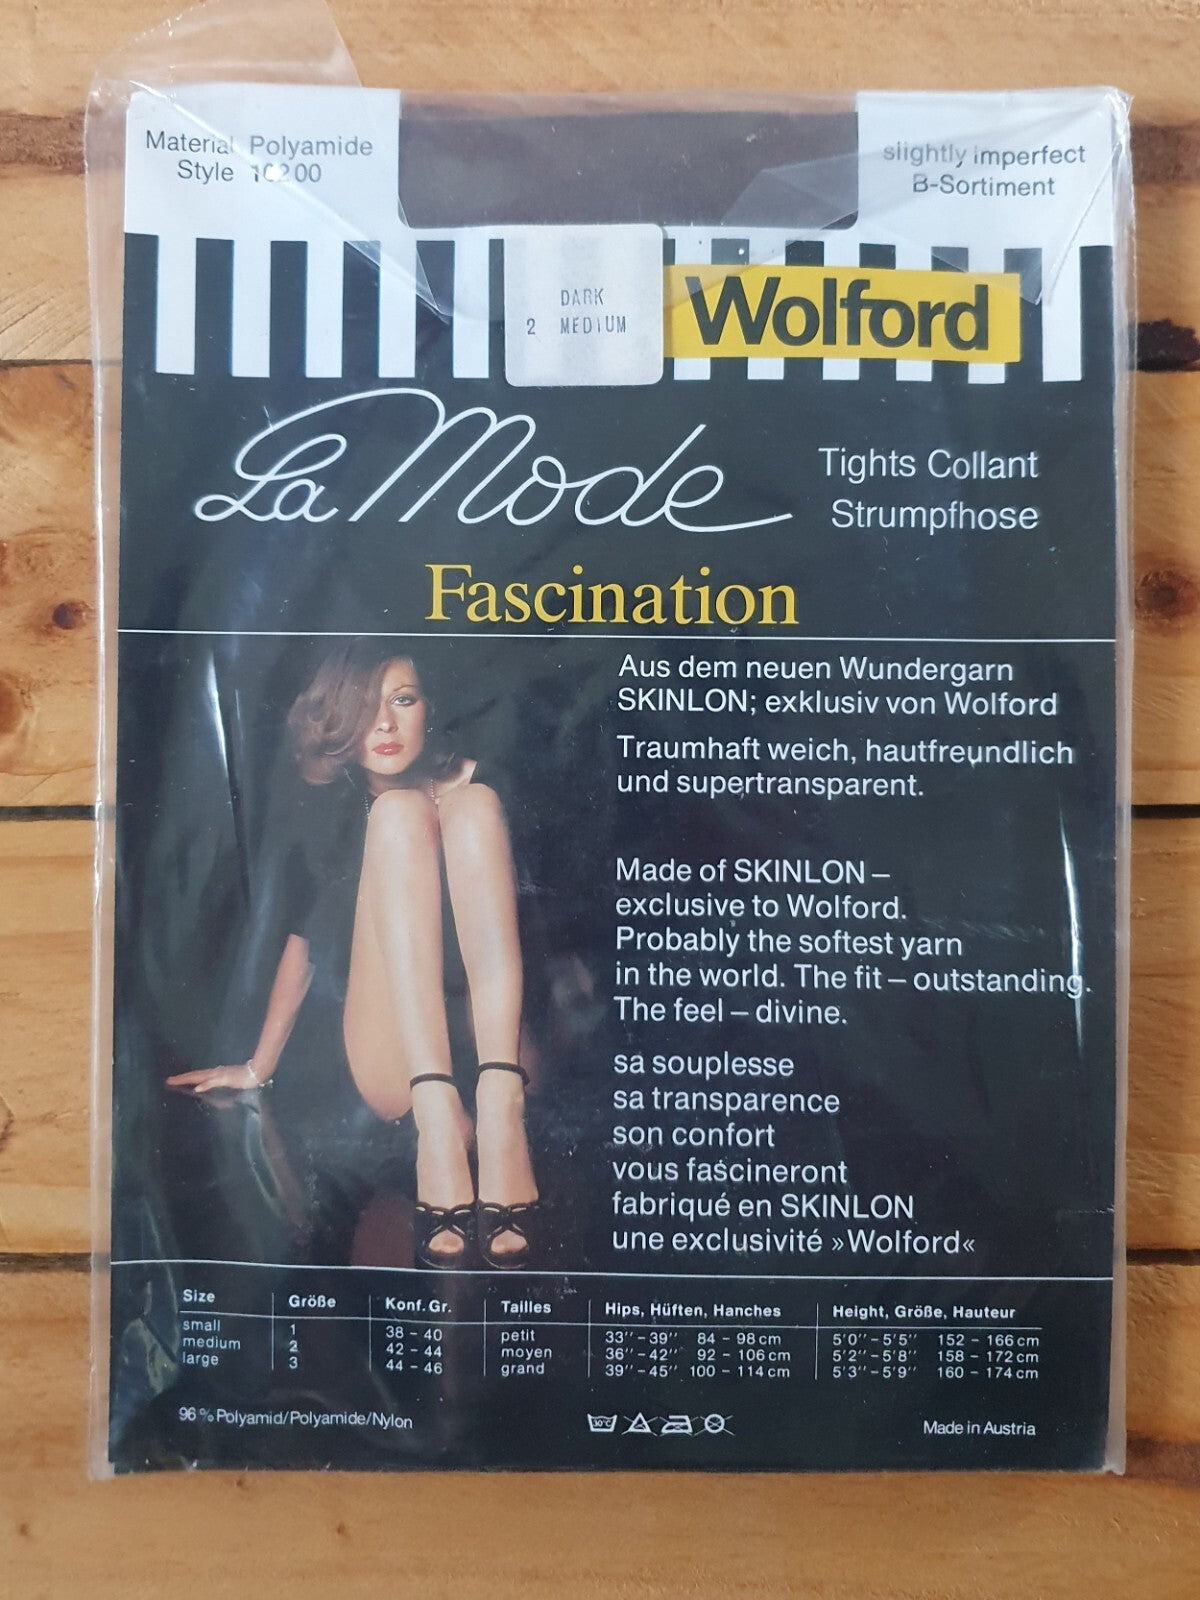 Material Polyamide
Style 10200
slightly imperfect
B-Sortiment
DARK
2 MEDIUM
Wolford
La Mode
Tights Collant
Strumpfhose
Fascination
Aus dem neuen Wundergarn
SKINLON; exklusiv von Wolford
Traumhaft weich, hautfreundlich
und supertransparent.
Made of SKINLON –
exclusive to Wolford.
Probably the softest yarn
in the world. The fit – outstanding.
The feel – divine.
sa souplesse
sa transparence
son confort
vous fascineront
fabriqué en SKINLON
une exclusivité »Wolford«
Size Größe Konf. Gr. Tailles Hips, Hüften, Hanches Height, Größe, Hauteur
small 1 38 – 40 petit 33'' – 39'' 84 – 98 cm 5'0'' – 5'5'' 152 – 166 cm
medium 2 42 – 44 moyen 36'' – 42'' 92 – 106 cm 5'2'' – 5'8'' 158 – 172 cm
large 3 44 – 46 grand 39'' – 45'' 100 – 114 cm 5'3'' – 5'9'' 160 – 174 cm
96 % Polyamid/Polyamide/Nylon
30°C
Made in Austria